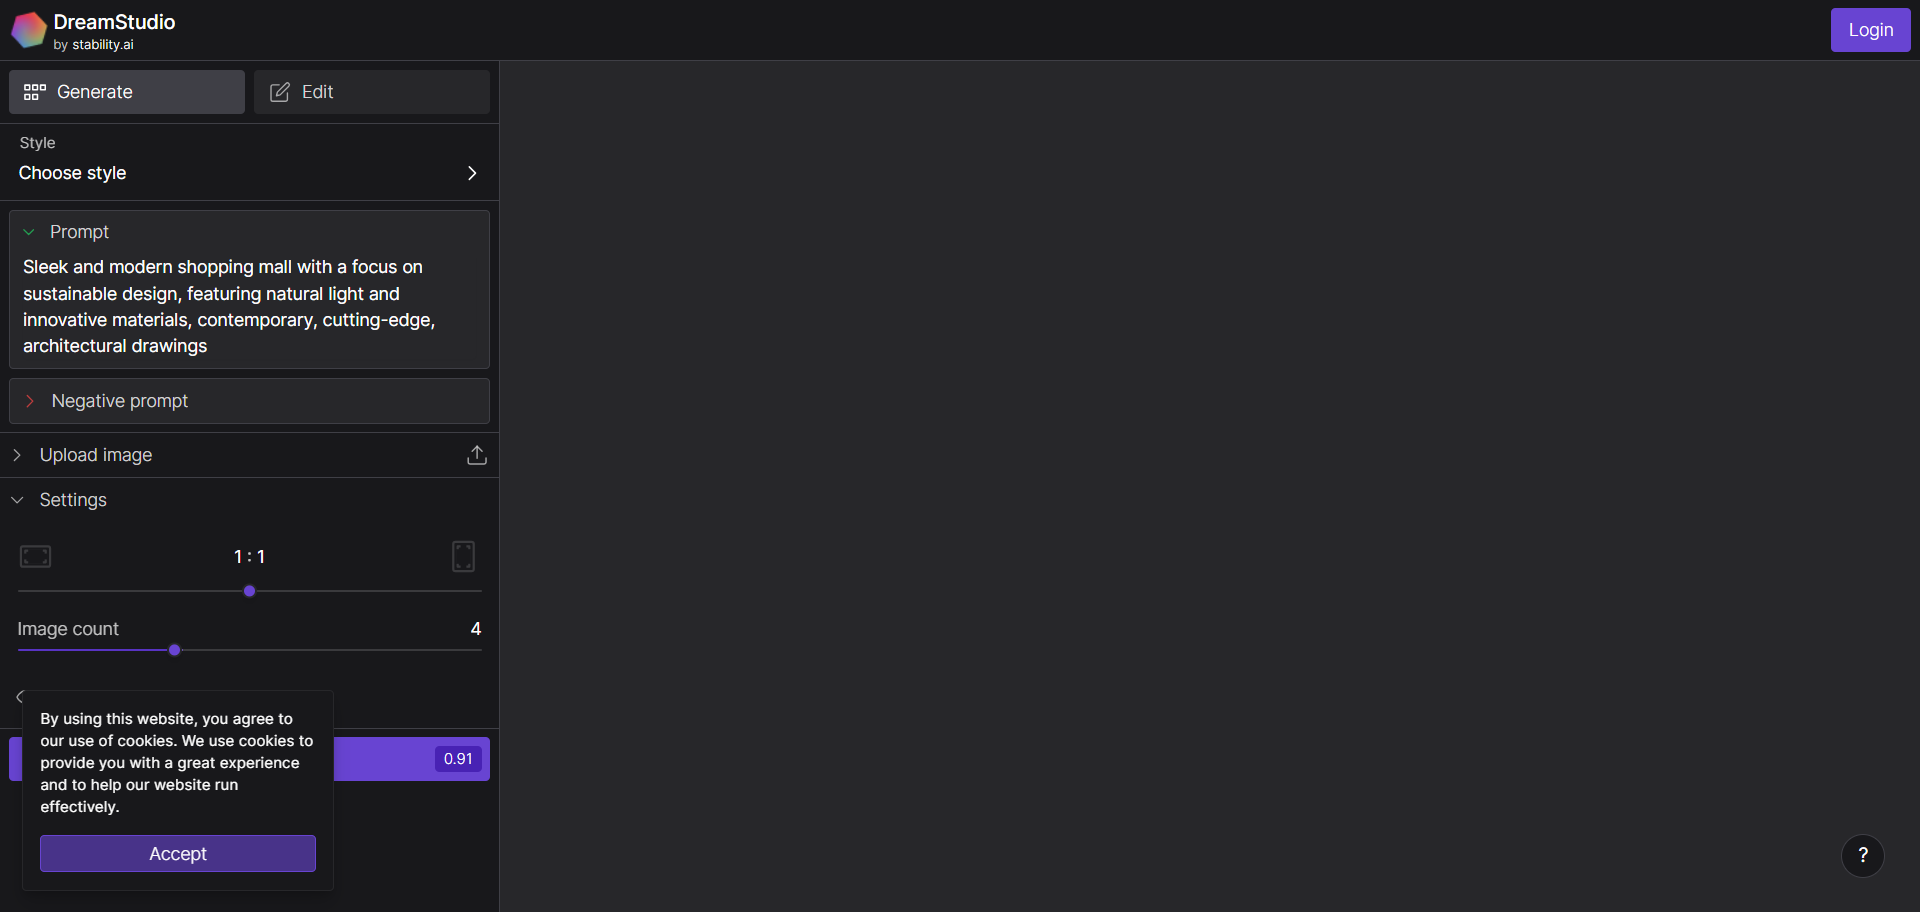 DreamStudio
by stability.ai
Login
Generate
Edit
Style
Choose style
Prompt
Sleek and modern shopping mall with a focus on
sustainable design, featuring natural light and
innovative materials, contemporary, cutting-edge,
architectural drawings
Negative prompt
Upload image
Settings
1 : 1
Image count
4
By using this website, you agree to
our use of cookies. We use cookies to
provide you with a great experience
and to help our website run
effectively.
0.91
Accept
?